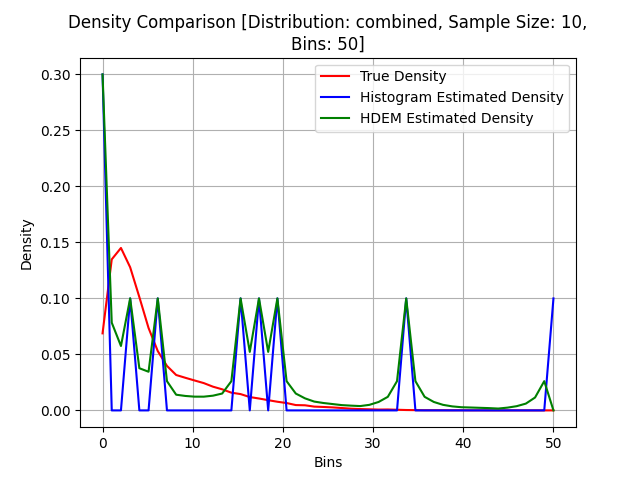 Density Comparison [Distribution: combined, Sample Size: 10,
Bins: 50]
True Density
Histogram Estimated Density
HDEM Estimated Density
Density
0.30
0.25
0.20
0.15
0.10
0.05
0.00
0 10 20 30 40 50
Bins